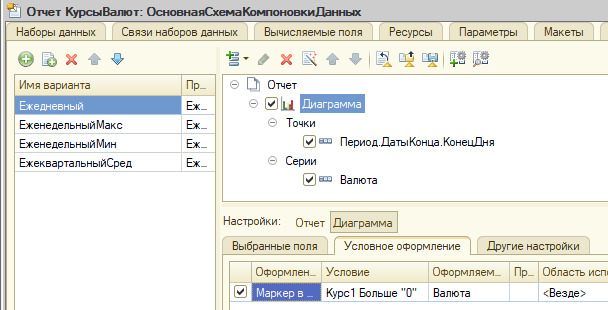 Отчет КурсыВалют: ОсновнаяСхемаКомпоновкиДанных
Наборы данных Связи наборов данных Вычисляемые поля Ресурсы Параметры Макеты
Имя варианта Пр...
Ежедневный Еж...
ЕженедельныйМакс Еж...
ЕженедельныйМин Еж...
ЕжеквартальныйСред Еж...
Отчет
Диаграмма
Точки
Период.ДатыКонца.КонецДня
Серии
Валюта
Настройки: Отчет Диаграмма
Выбранные поля Условное оформление Другие настройки
Оформлен... Условие Оформляем... Пр... Область испо
Маркер в ... Курс1 Больше "0" Валюта <Везде>